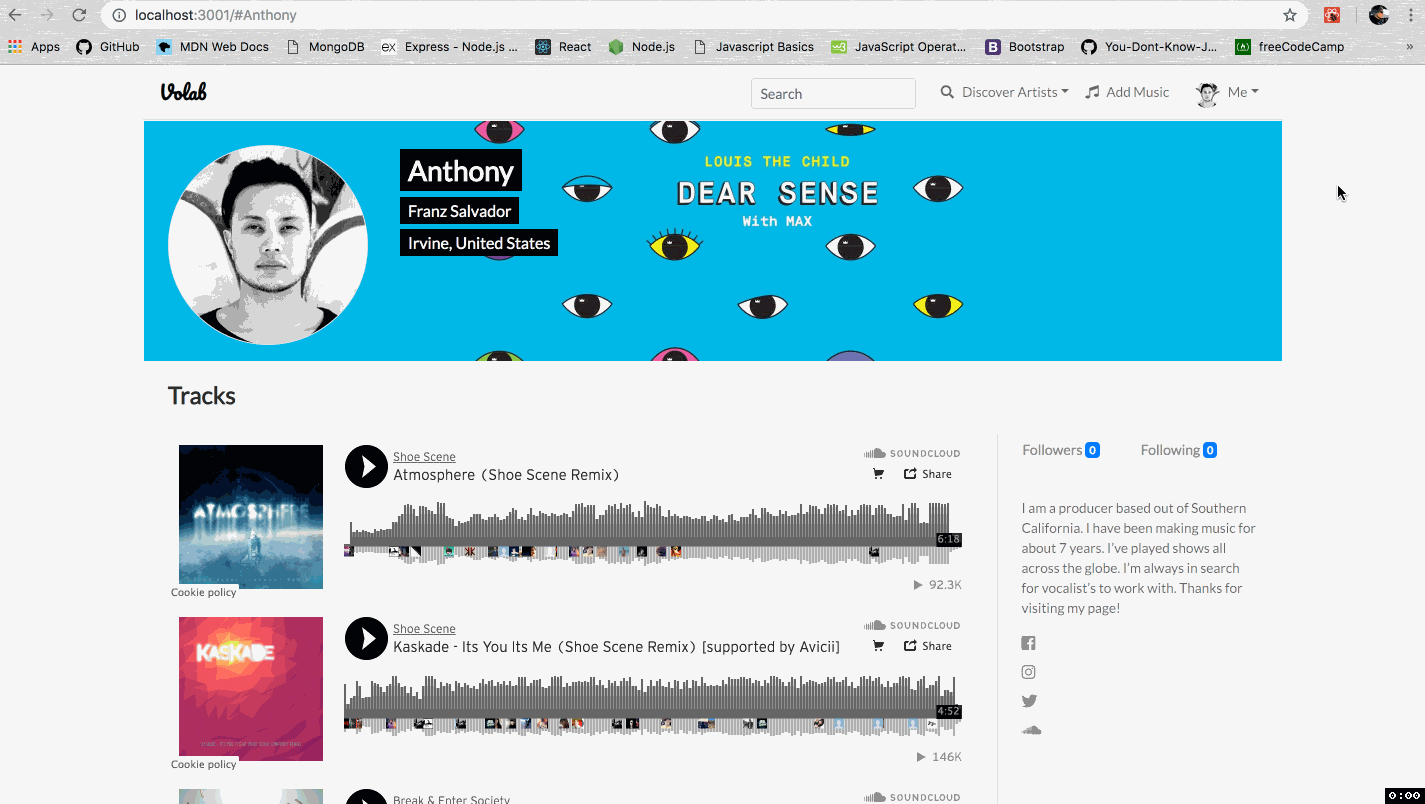 localhost:3001/#Anthony
Apps GitHub MDN Web Docs MongoDB Express - Node.js ... React Node.js Javascript Basics JavaScript Operat... Bootstrap You-Dont-Know-J... freeCodeCamp »
Volab
Search
Discover Artists
Add Music
Me
Anthony
Franz Salvador
Irvine, United States
LOUIS THE CHILD
DEAR SENSE
With MAX
Tracks
ATMOSPHERE
Cookie policy
Shoe Scene
Atmosphere (Shoe Scene Remix)
SOUNDCLOUD
Share
6:18
92.3K
KASKADE
Cookie policy
Shoe Scene
Kaskade - Its You Its Me (Shoe Scene Remix) [supported by Avicii]
SOUNDCLOUD
Share
4:52
146K
Break & Enter Society
SOUNDCLOUD
Followers 0
Following 0
I am a producer based out of Southern
California. I have been making music for
about 7 years. I've played shows all
across the globe. I'm always in search
for vocalist's to work with. Thanks for
visiting my page!
0:00